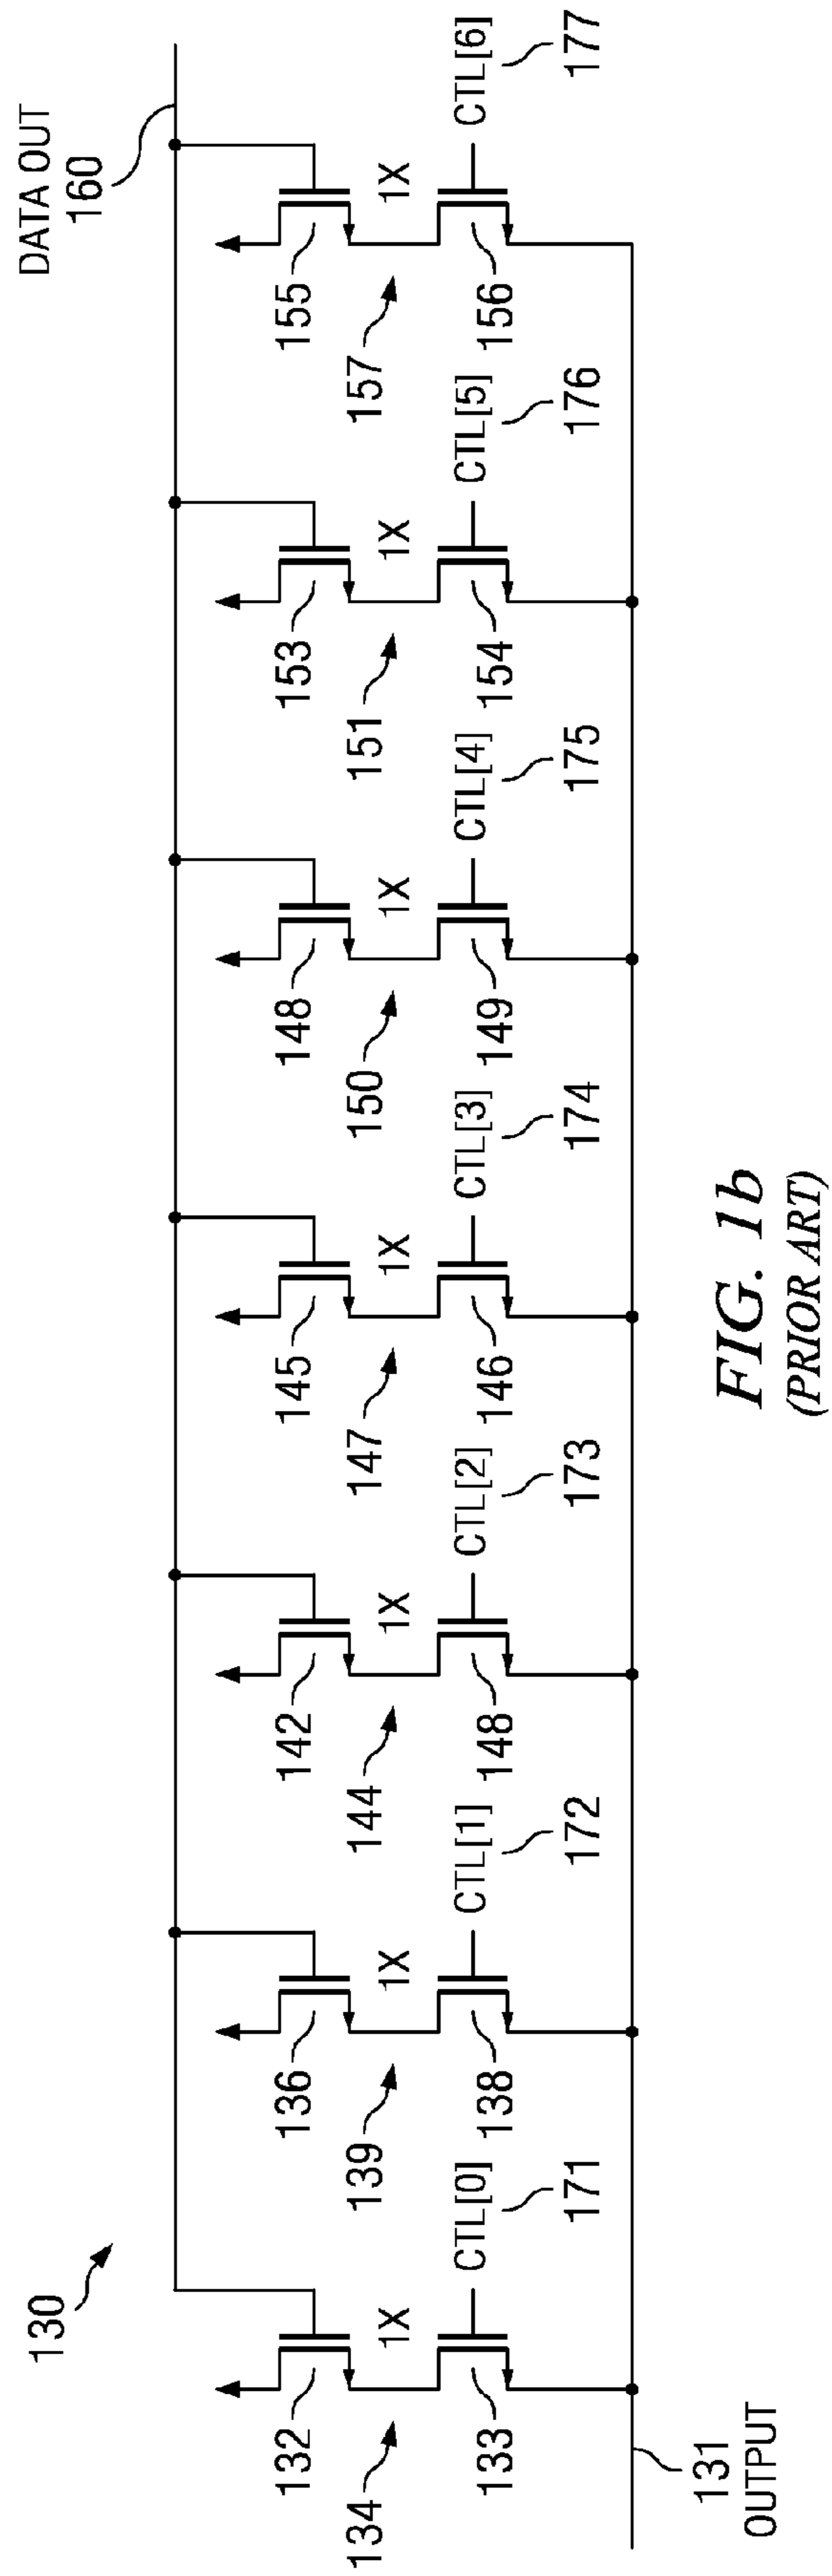 DATA OUT
160
130
132
136
142
145
148
153
155
134
1X
139
1X
144
1X
147
1X
150
1X
151
1X
157
1X
133
CTL[0]
138
CTL[1]
148
CTL[2]
146
CTL[3]
149
CTL[4]
154
CTL[5]
156
CTL[6]
171
172
173
174
175
176
177
131
OUTPUT
FIG. 1b
(PRIOR ART)